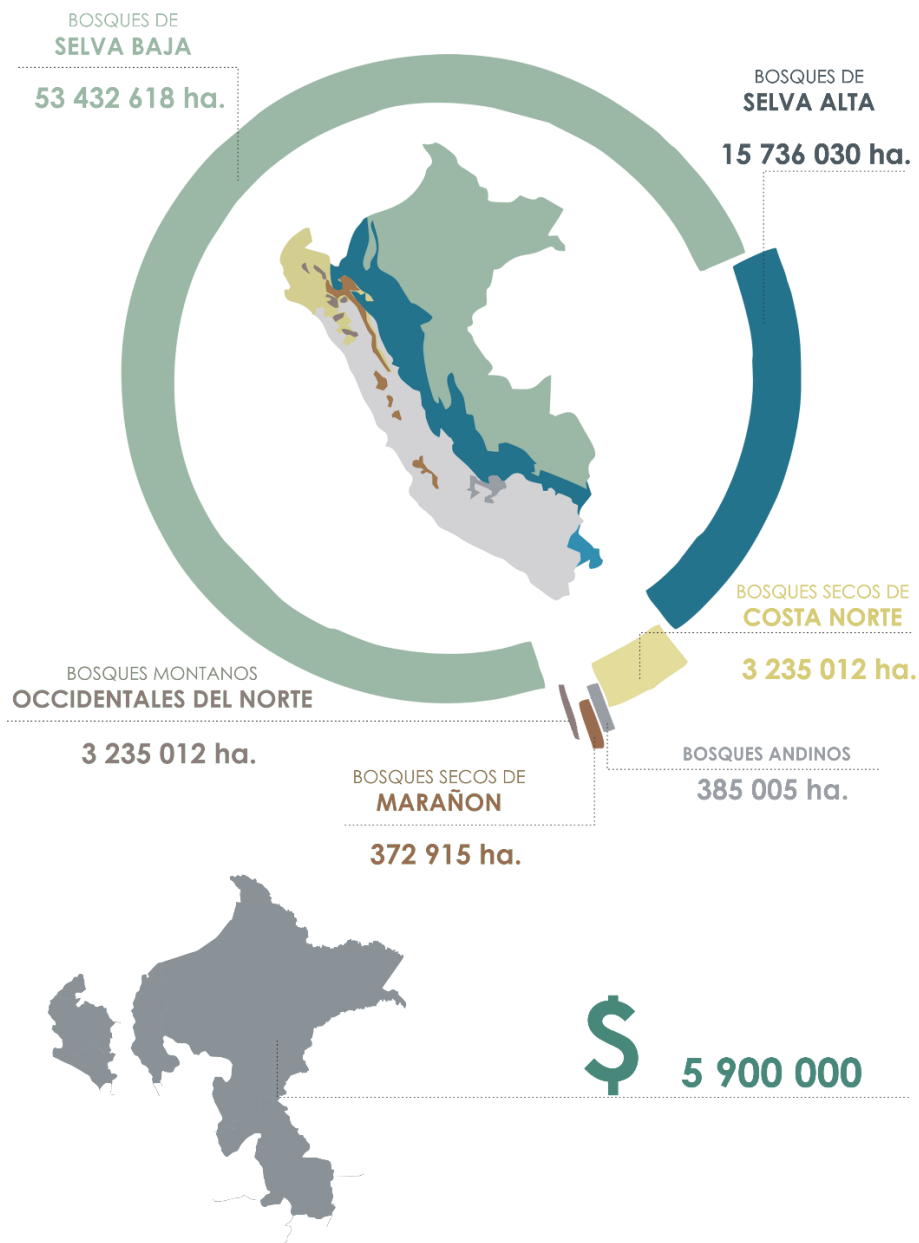 BOSQUES DE
SELVA BAJA
53 432 618 ha.
BOSQUES DE
SELVA ALTA
15 736 030 ha.
BOSQUES SECOS DE
COSTA NORTE
3 235 012 ha.
BOSQUES MONTANOS
OCCIDENTALES DEL NORTE
3 235 012 ha.
BOSQUES ANDINOS
385 005 ha.
BOSQUES SECOS DE
MARAÑON
372 915 ha.
$ 5 900 000